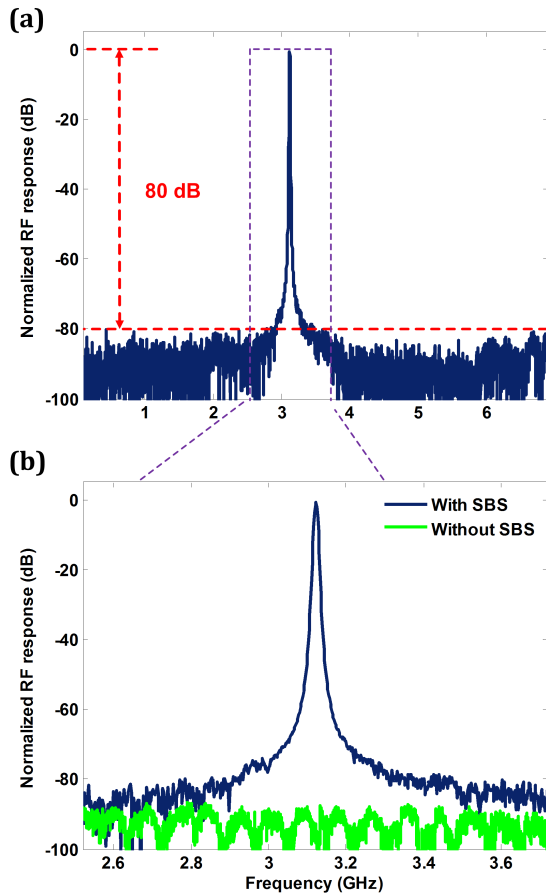 (a)
Normalized RF response (dB)
0
-20
-40
-60
-80
-100
80 dB
1 2 3 4 5 6
(b)
Normalized RF response (dB)
0
-20
-40
-60
-80
-100
With SBS
Without SBS
2.6 2.8 3 3.2 3.4 3.6
Frequency (GHz)